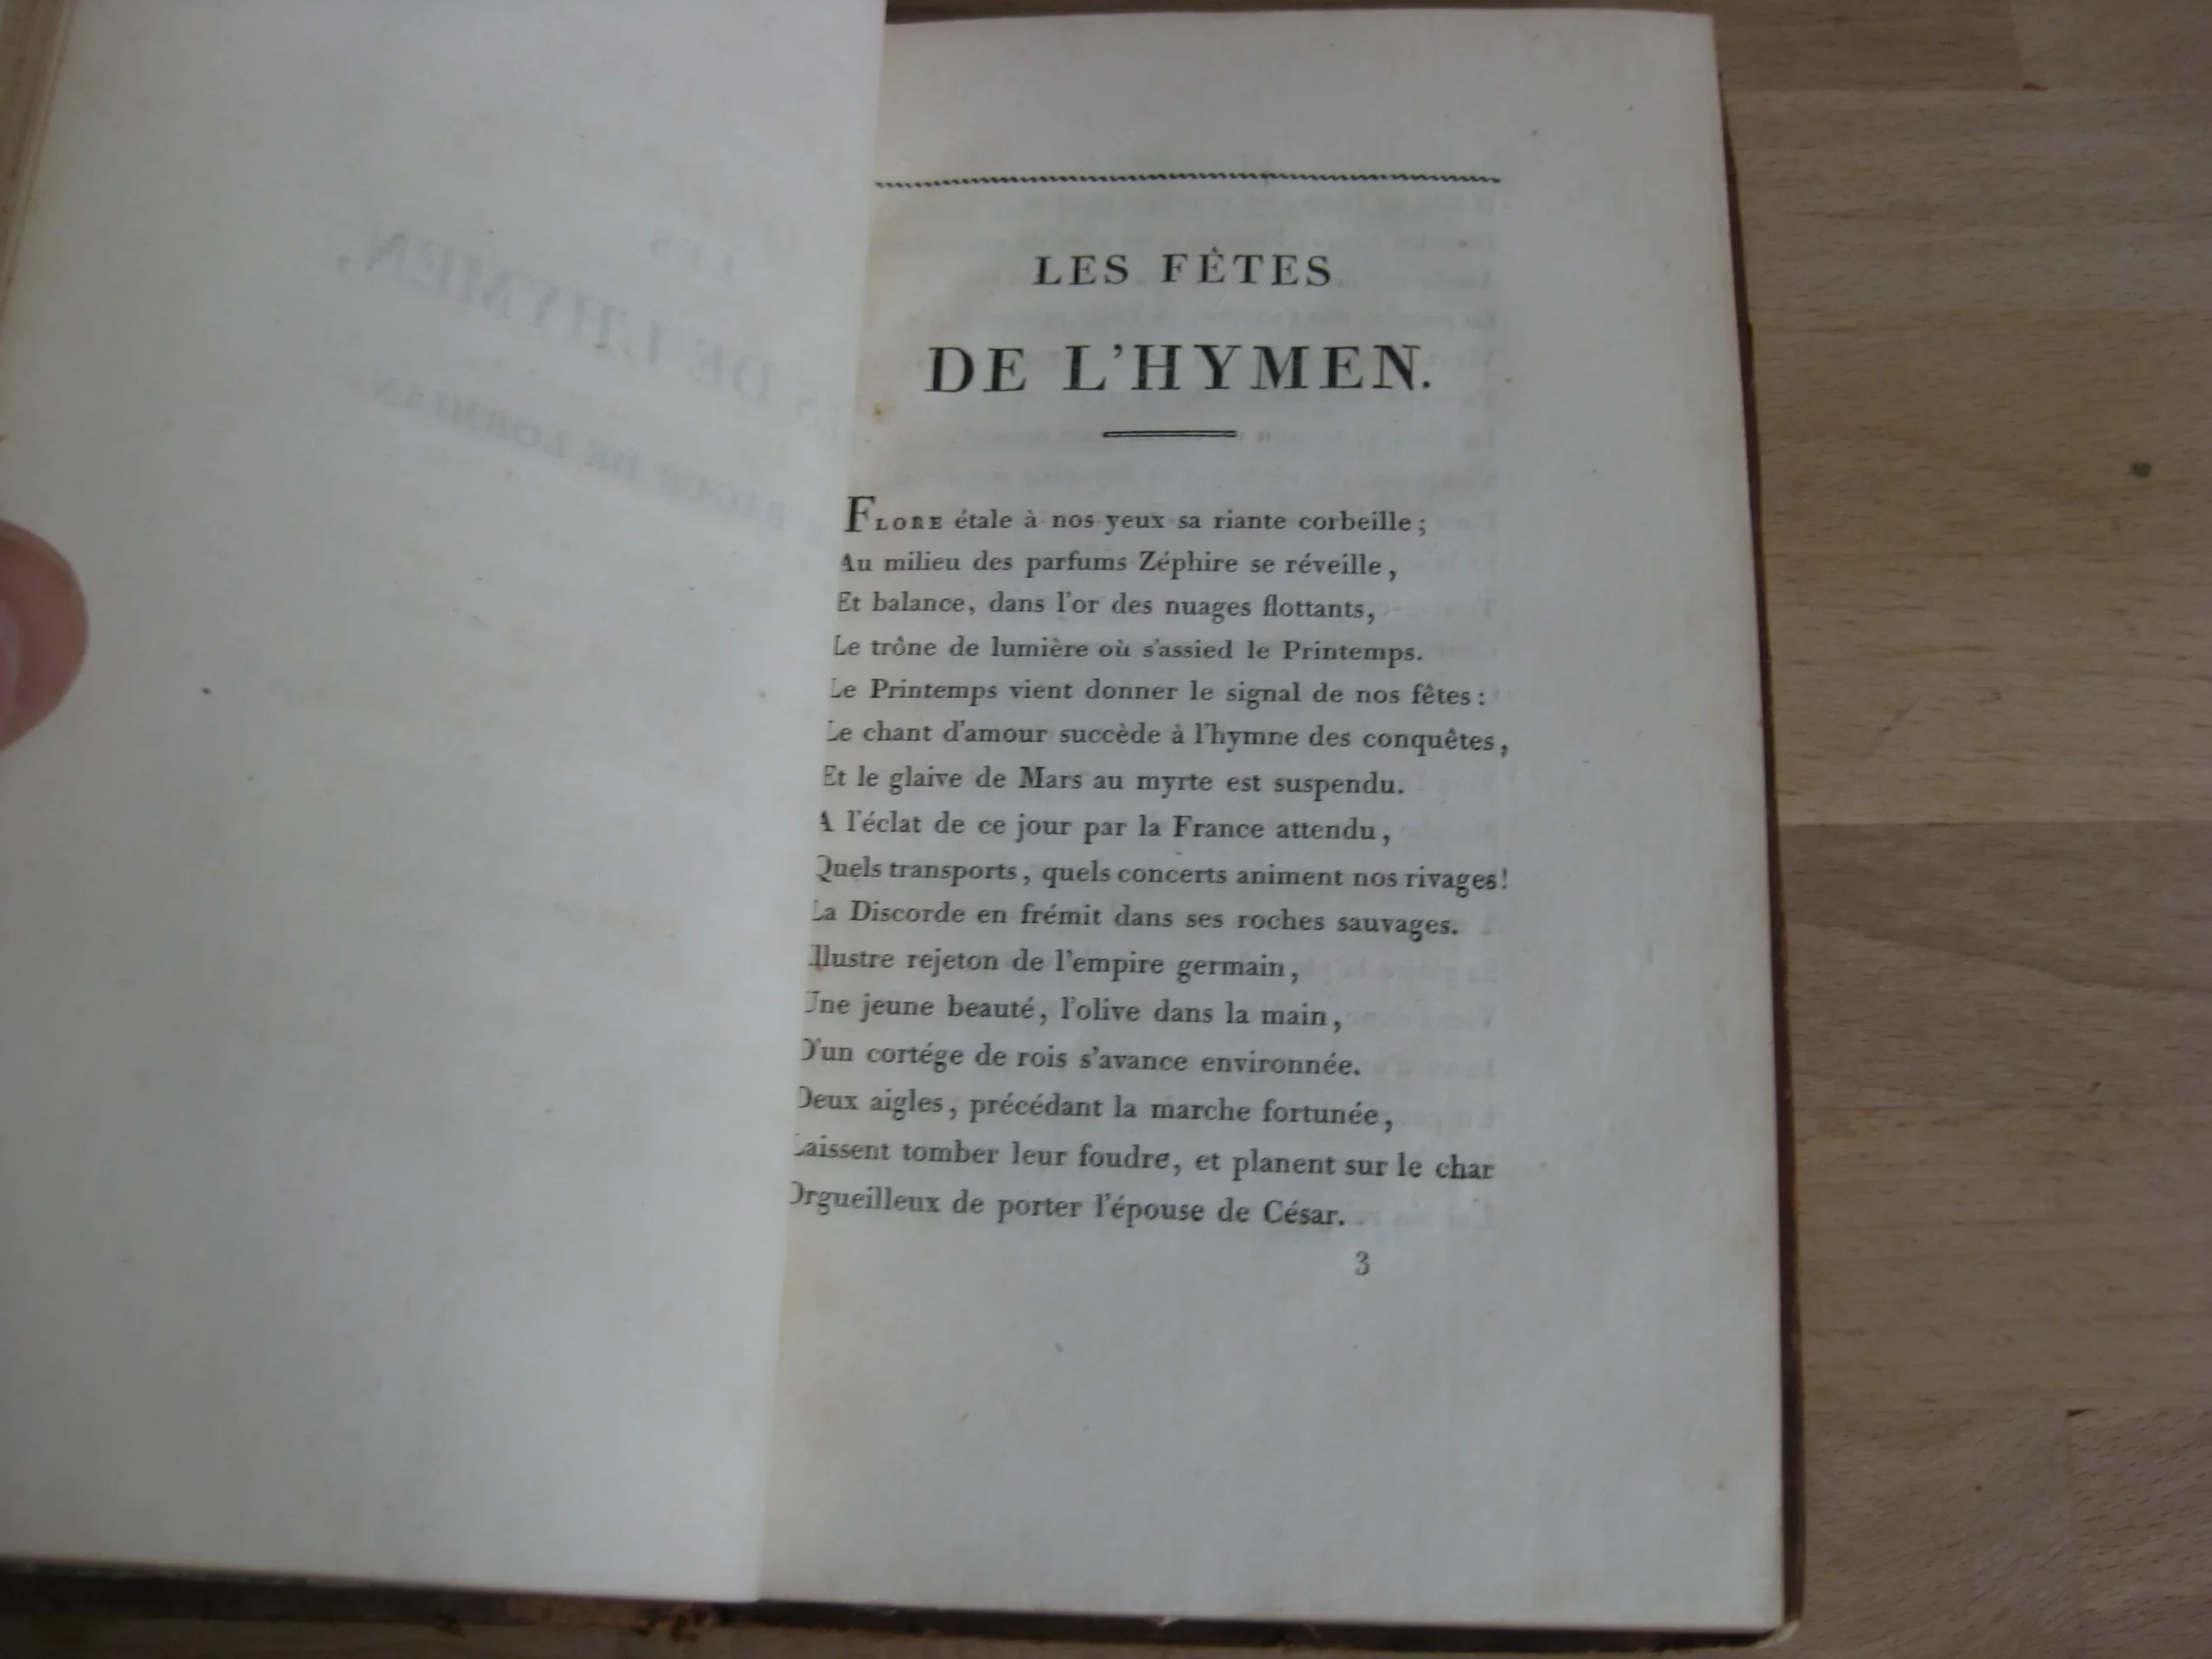 LES FÊTES
DE L'HYMEN.
FLORE étale à nos yeux sa riante corbeille ;
Au milieu des parfums Zéphire se réveille ,
Et balance, dans l'or des nuages flottants,
Le trône de lumière où s'assied le Printemps.
Le Printemps vient donner le signal de nos fêtes :
Le chant d'amour succède à l'hymne des conquêtes ,
Et le glaive de Mars au myrte est suspendu.
A l'éclat de ce jour par la France attendu ,
Quels transports , quels concerts animent nos rivages !
La Discorde en frémit dans ses roches sauvages.
Illustre rejeton de l'empire germain ,
Une jeune beauté , l'olive dans la main ,
D'un cortége de rois s'avance environnée.
Deux aigles , précédant la marche fortunée ,
Laissent tomber leur foudre, et planent sur le char
Orgueilleux de porter l'épouse de César.
3